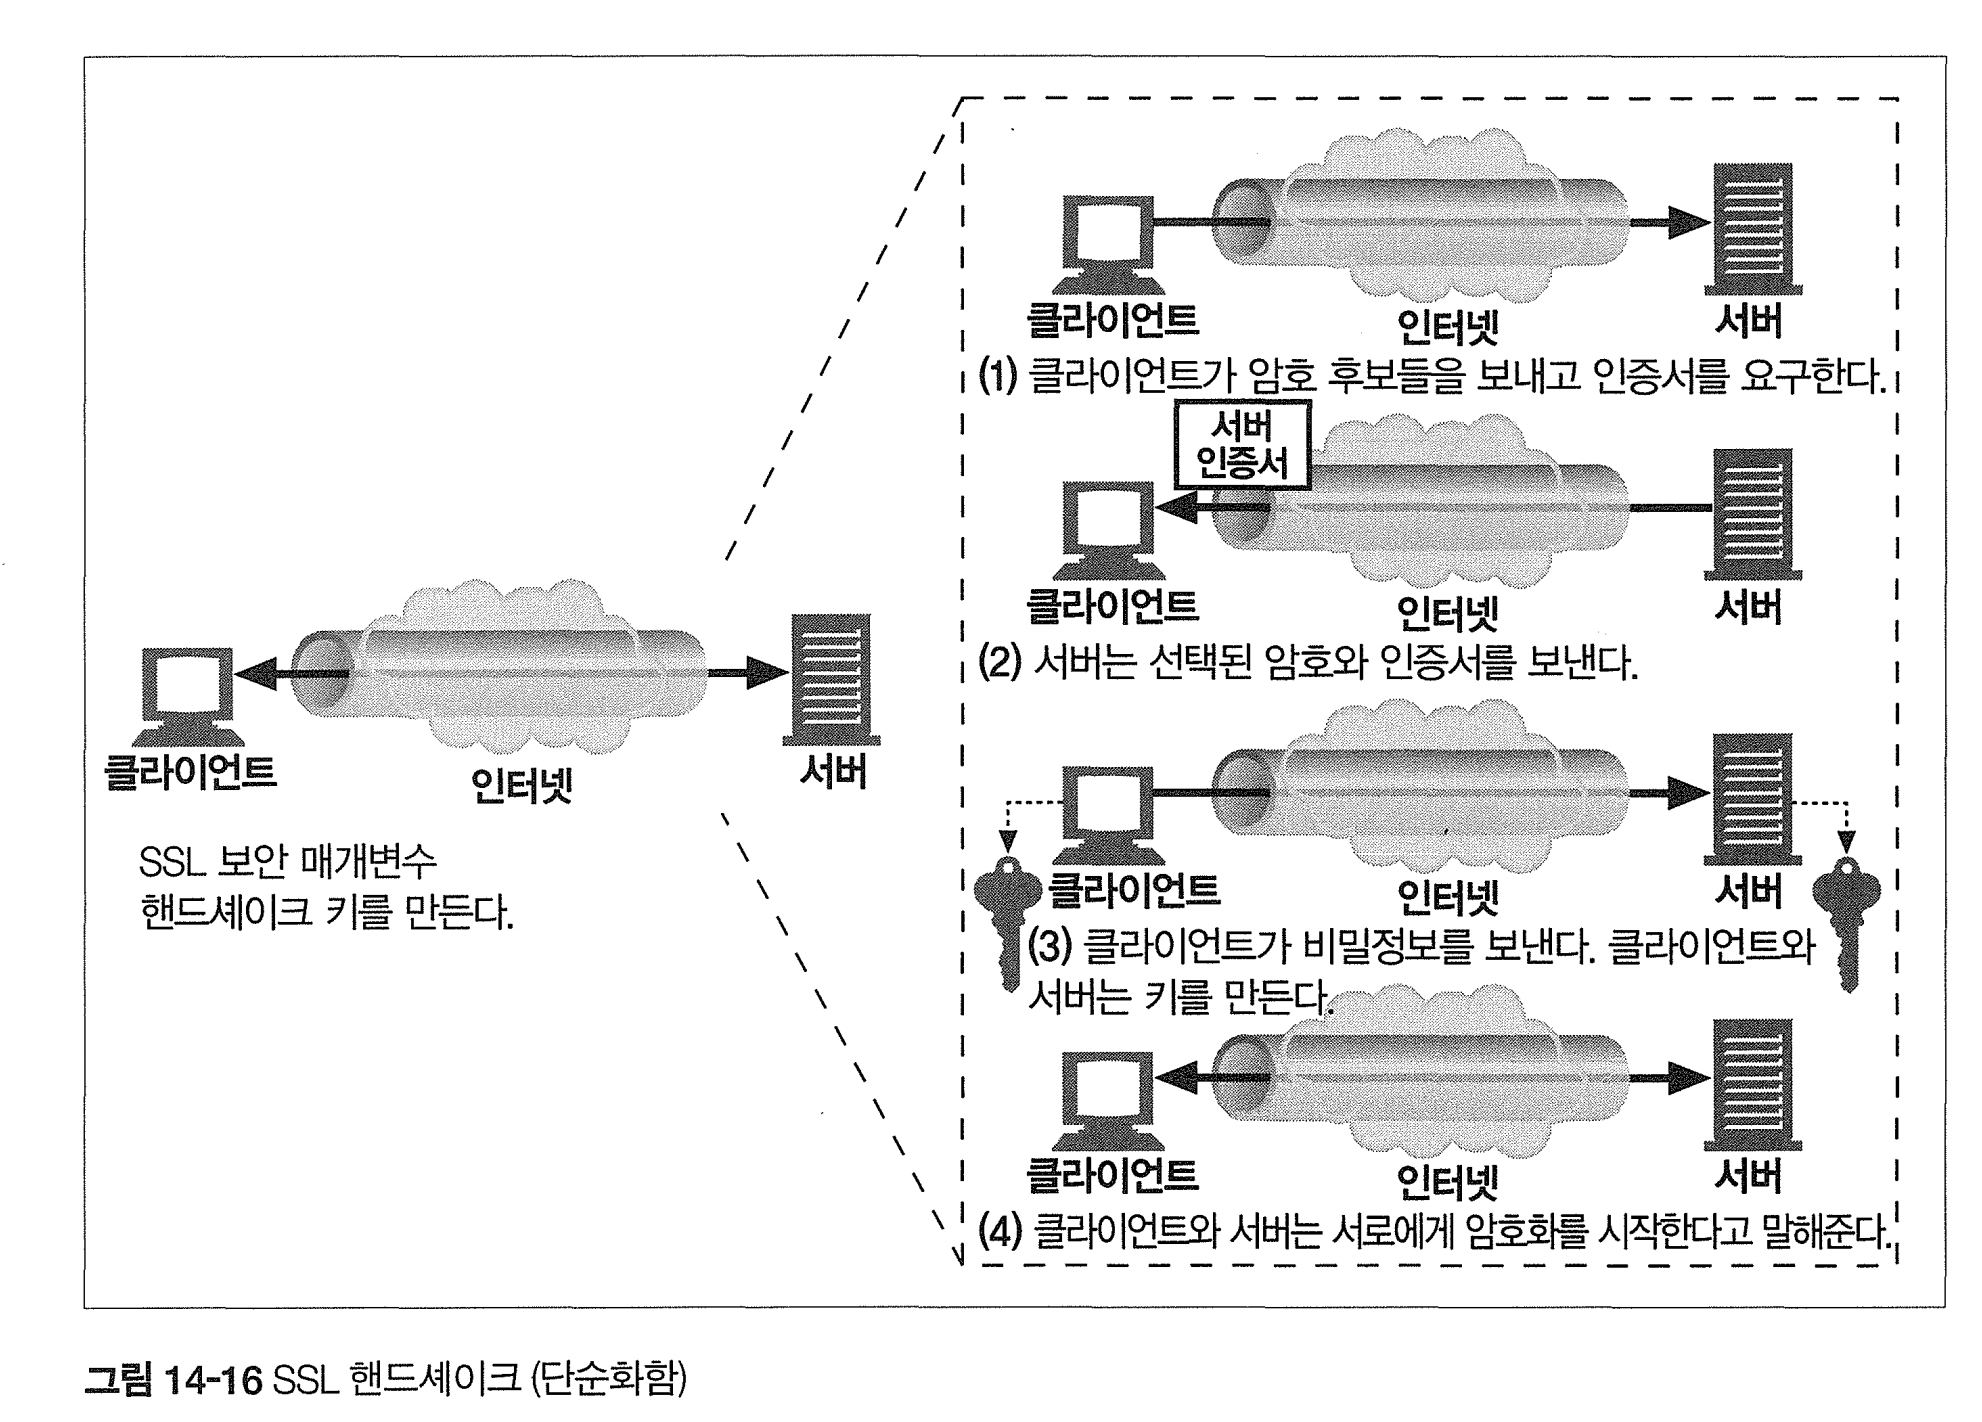 클라이언트
인터넷
서버
SSL 보안 매개변수
핸드셰이크 키를 만든다.
클라이언트
인터넷
서버
(1) 클라이언트가 암호 후보들을 보내고 인증서를 요구한다.
서버
인증서
클라이언트
인터넷
서버
(2) 서버는 선택된 암호와 인증서를 보낸다.
클라이언트
인터넷
서버
(3) 클라이언트가 비밀정보를 보낸다. 클라이언트와
서버는 키를 만든다.
클라이언트
인터넷
서버
(4) 클라이언트와 서버는 서로에게 암호화를 시작한다고 말해준다.
그림 14-16 SSL 핸드셰이크 (단순화함)